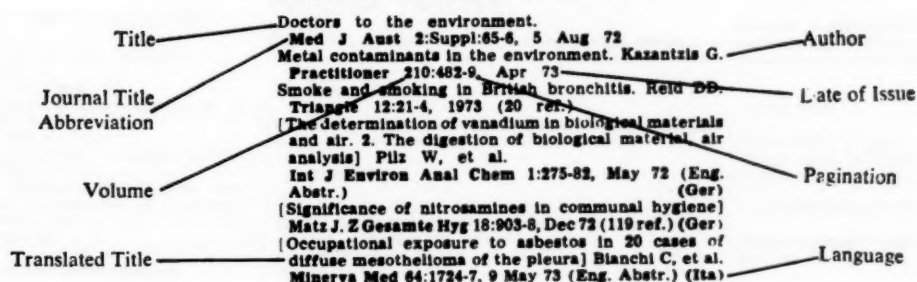 Title
Journal Title
Abbreviation
Volume
Translated Title
Doctors to the environment.
Med J Aust 2:Suppl:65-6, 5 Aug 72
Metal contaminants in the environment. Kazantzis G.
Practitioner 210:482-9, Apr 73
Smoke and smoking in British bronchitis. Reid DD.
Triangle 12:21-4, 1973 (20 ref.)
[The determination of vanadium in biological materials
and air. 2. The digestion of biological material, air
analysis] Pilz W, et al.
Int J Environ Anal Chem 1:275-82, May 72 (Eng.
Abstr.) (Ger)
[Significance of nitrosamines in communal hygiene]
Matz J. Z Gesamte Hyg 18:903-8, Dec 72 (119 ref.) (Ger)
[Occupational exposure to asbestos in 20 cases of
diffuse mesothelioma of the pleura] Bianchi C, et al.
Minerva Med 64:1724-7, 9 May 73 (Eng. Abstr.) (Ita)
Author
Date of Issue
Pagination
Language